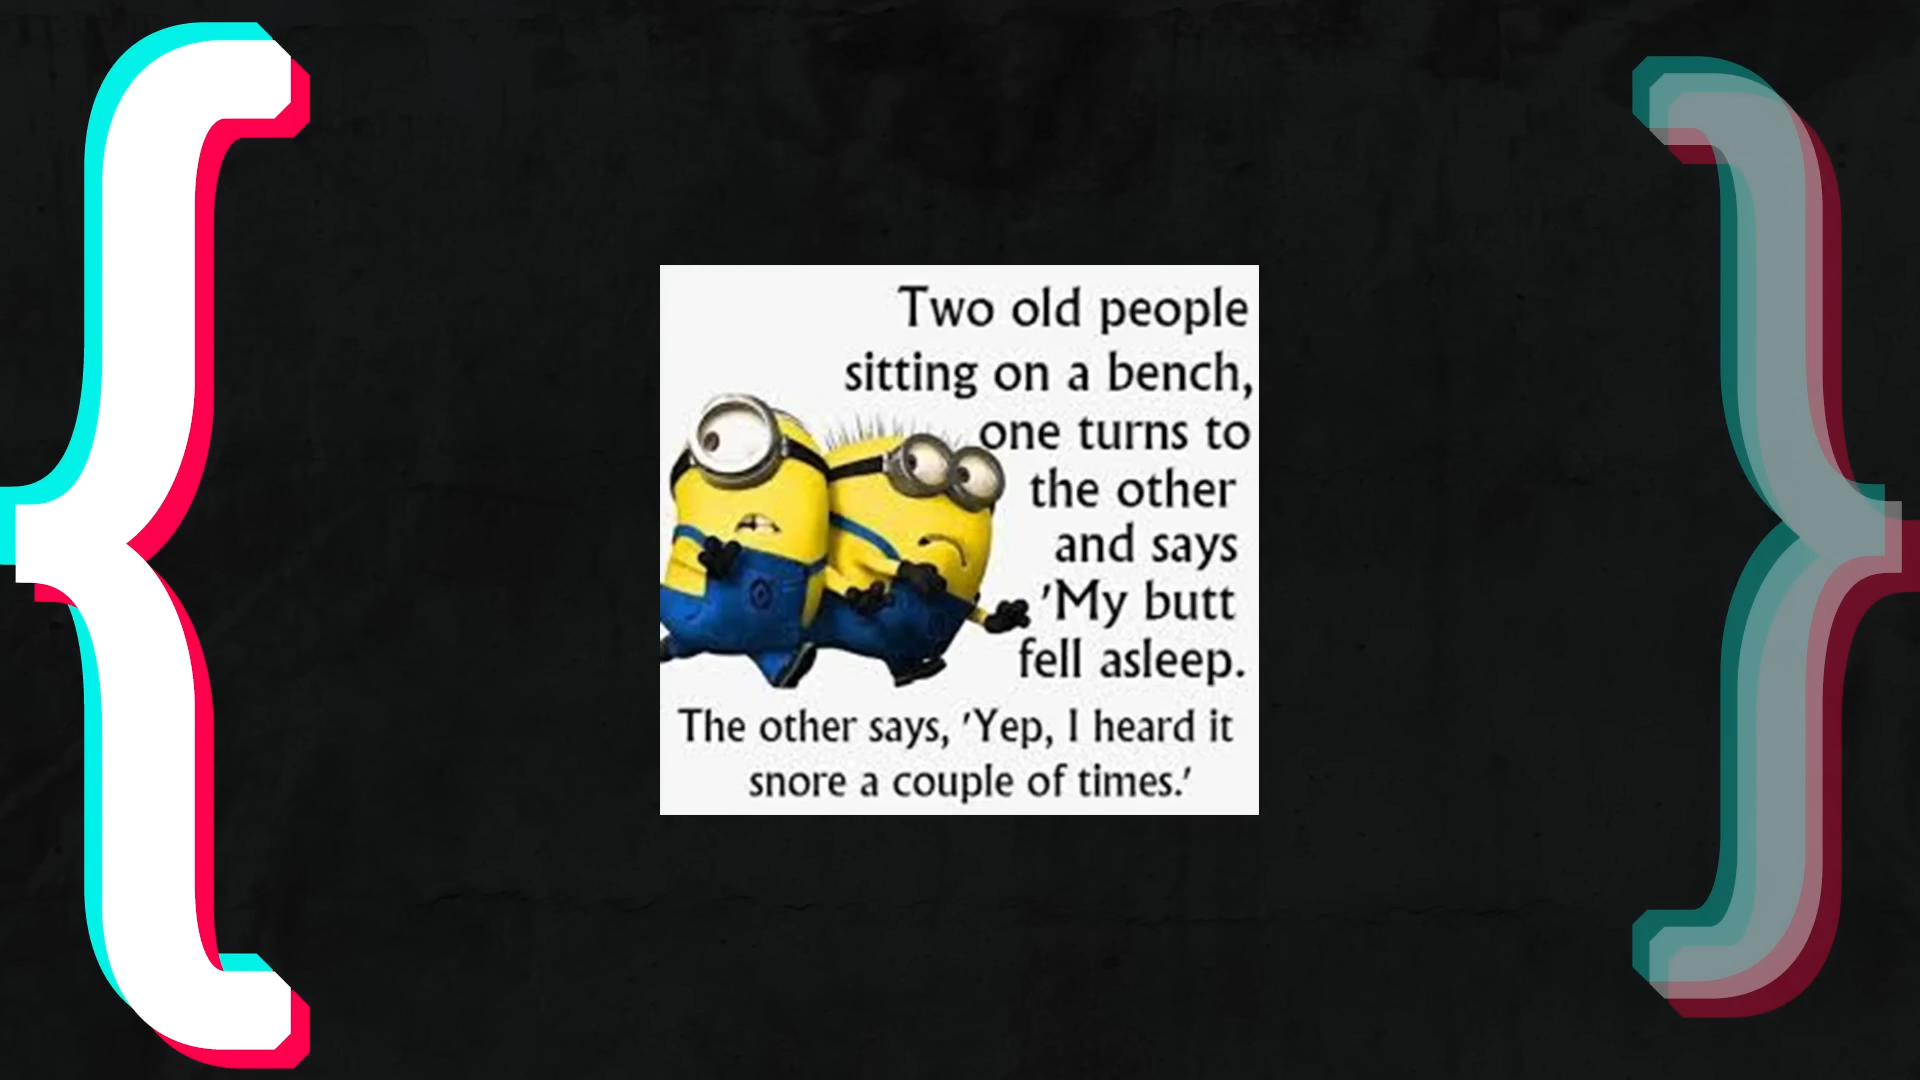 { }
Two old people
sitting on a bench,
one turns to
the other
and says
'My butt
fell asleep.
The other says, 'Yep, I heard it
snore a couple of times.'